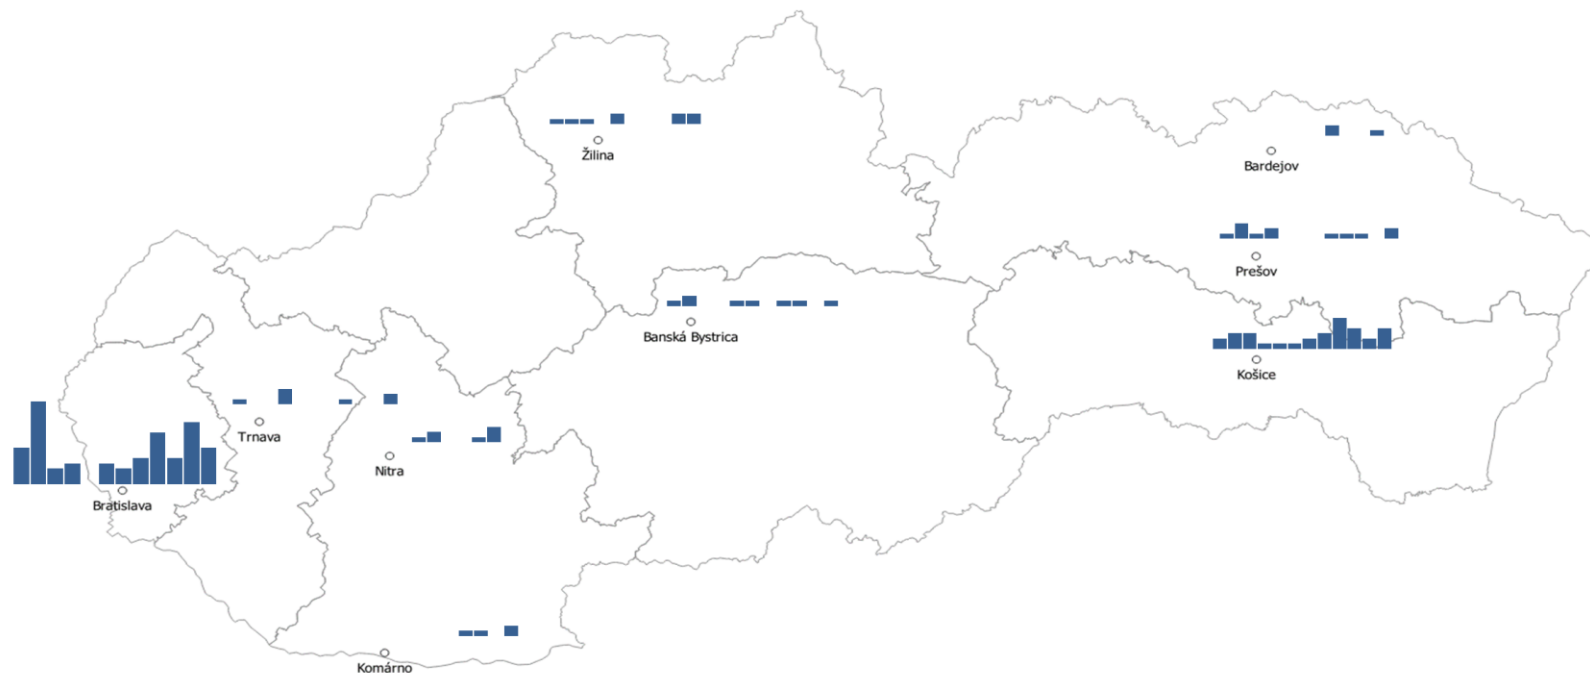 Žilina
Bardejov
Prešov
Banská Bystrica
Košice
Trnava
Nitra
Bratislava
Komárno